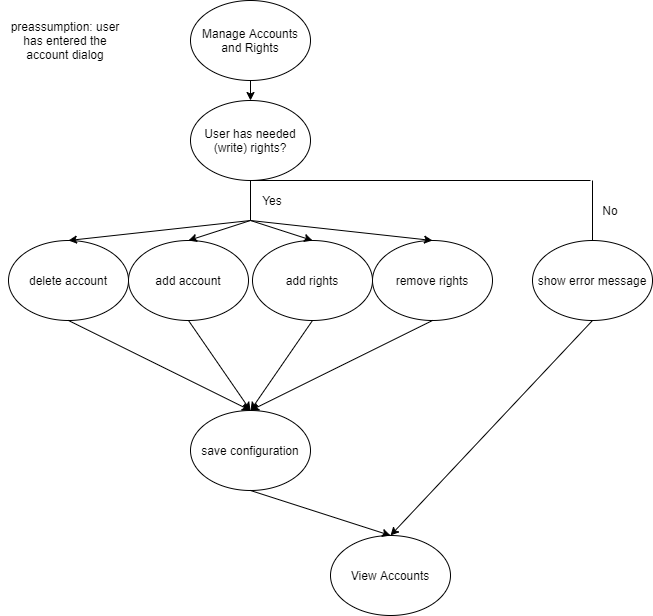 preassumption: user
has entered the
account dialog
Manage Accounts
and Rights
User has needed
(write) rights?
Yes
No
delete account
add account
add rights
remove rights
show error message
save configuration
View Accounts